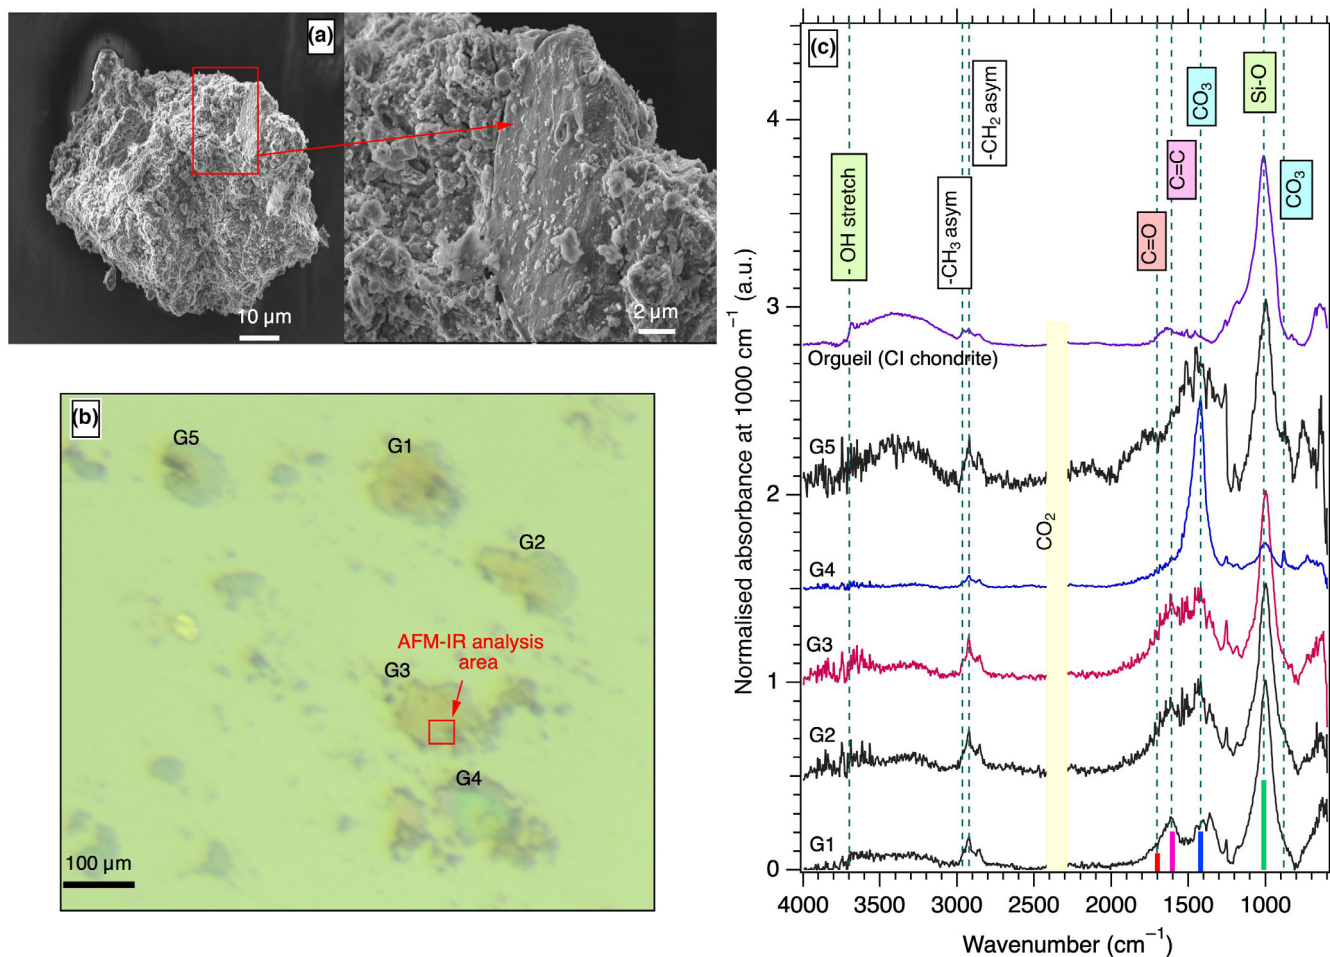 (a)
10 µm
2 µm
(b)
G5
G1
G2
AFM-IR analysis
area
G3
G4
100 µm
(c)
Normalised absorbance at 1000 cm⁻¹ (a.u.)
4
3
2
1
0
- OH stretch
-CH₃ asym
-CH₂ asym
C=O
C=C
CO₃
Si-O
CO₃
Orgueil (CI chondrite)
G5
CO₂
G4
G3
G2
G1
4000
3500
3000
2500
2000
1500
1000
Wavenumber (cm⁻¹)